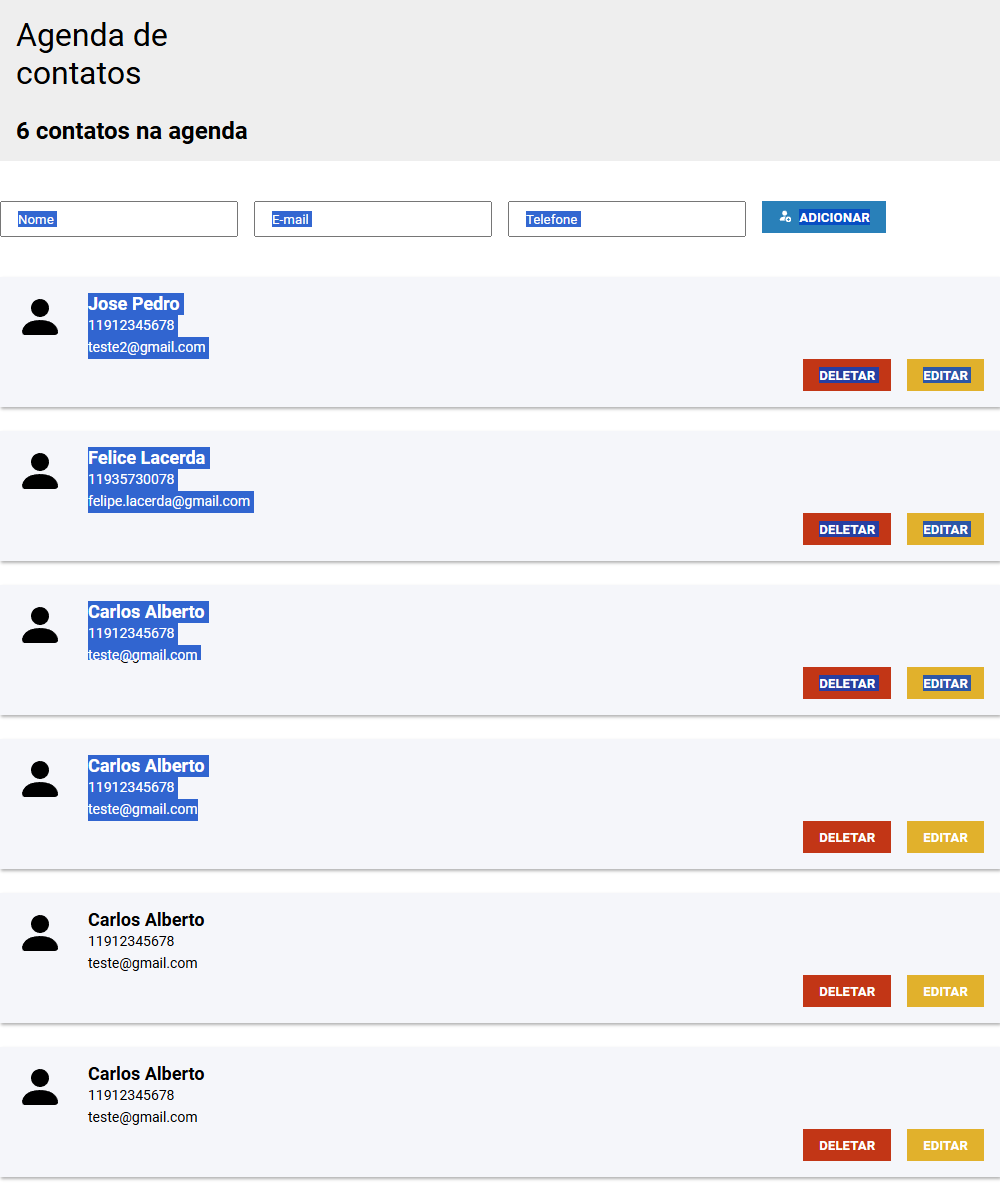 Agenda de
contatos
6 contatos na agenda
Nome E-mail Telefone ADICIONAR
Jose Pedro
11912345678
teste2@gmail.com
DELETAR EDITAR
Felice Lacerda
11935730078
felipe.lacerda@gmail.com
DELETAR EDITAR
Carlos Alberto
11912345678
teste@gmail.com
DELETAR EDITAR
Carlos Alberto
11912345678
teste@gmail.com
DELETAR EDITAR
Carlos Alberto
11912345678
teste@gmail.com
DELETAR EDITAR
Carlos Alberto
11912345678
teste@gmail.com
DELETAR EDITAR